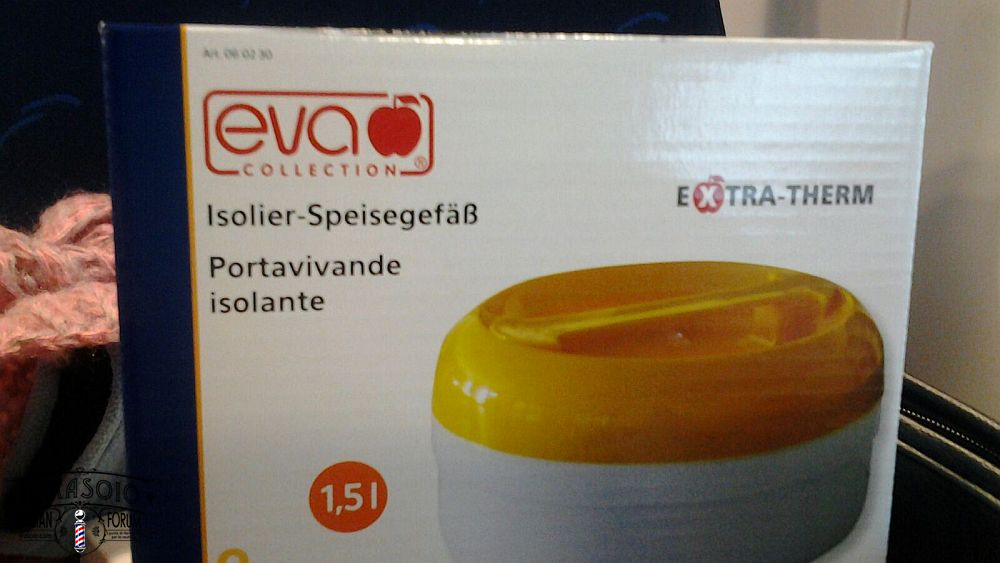 Art. 06 02 30
eva
COLLECTION ®
Isolier-Speisegefäß
Portavivande
isolante
EXTRA-THERM
1,5 l